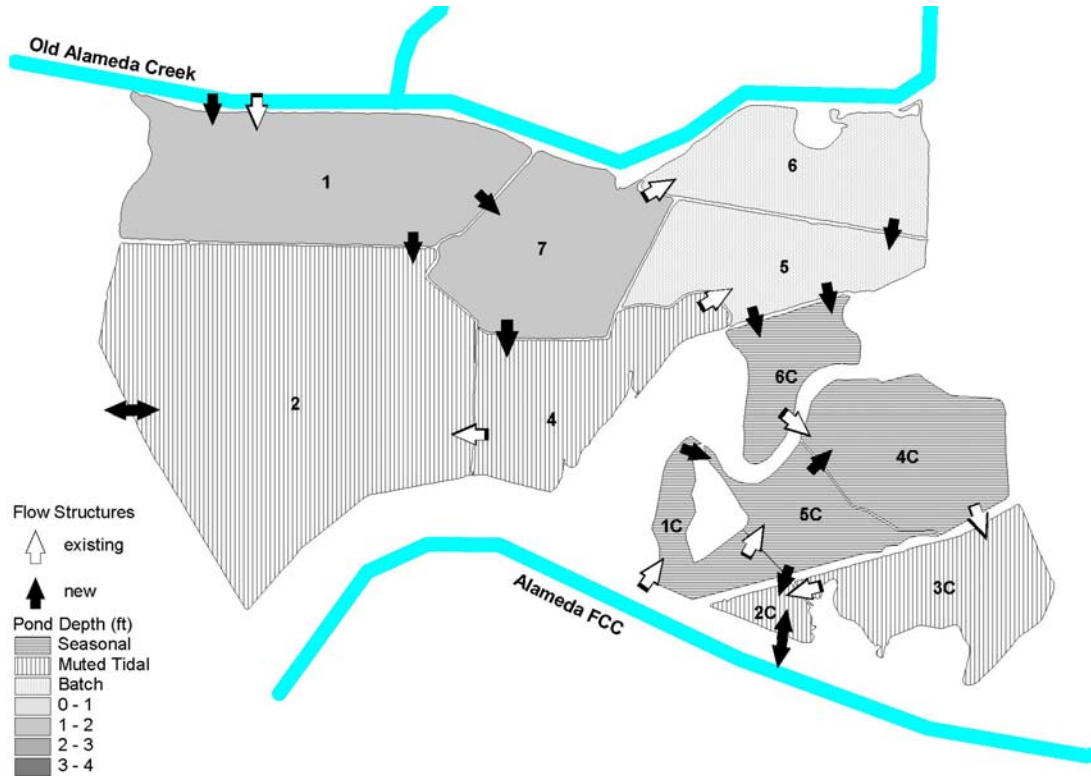 Old Alameda Creek
1
6
7
5
2
4
6C
4C
1C
5C
3C
2C
Alameda FCC
Flow Structures
existing
new
Pond Depth (ft)
Seasonal
Muted Tidal
Batch
0 - 1
1 - 2
2 - 3
3 - 4